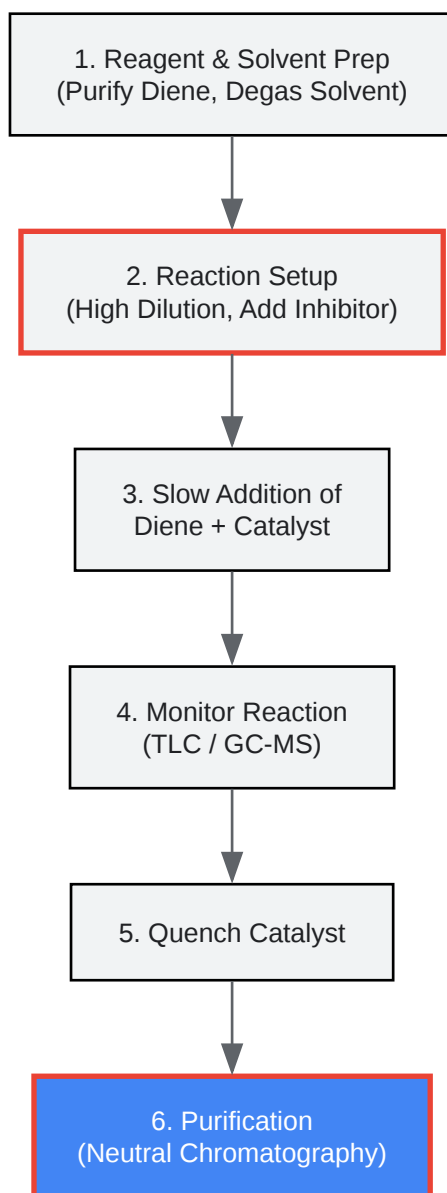 1. Reagent & Solvent Prep
(Purify Diene, Degas Solvent)
2. Reaction Setup
(High Dilution, Add Inhibitor)
3. Slow Addition of
Diene + Catalyst
4. Monitor Reaction
(TLC / GC-MS)
5. Quench Catalyst
6. Purification
(Neutral Chromatography)